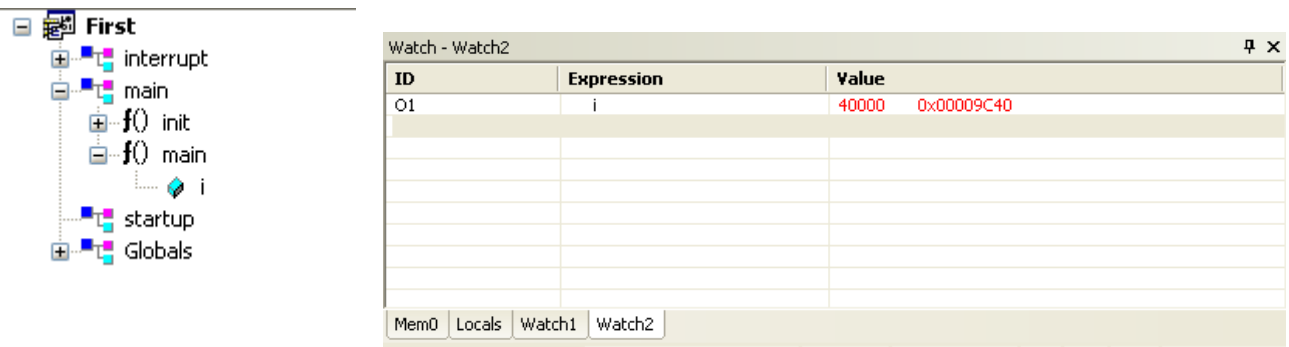 First
interrupt
main
f() init
f() main
i
startup
Globals
Watch - Watch2
ID Expression Value
O1 i 40000 0x00009C40
Mem0 Locals Watch1 Watch2